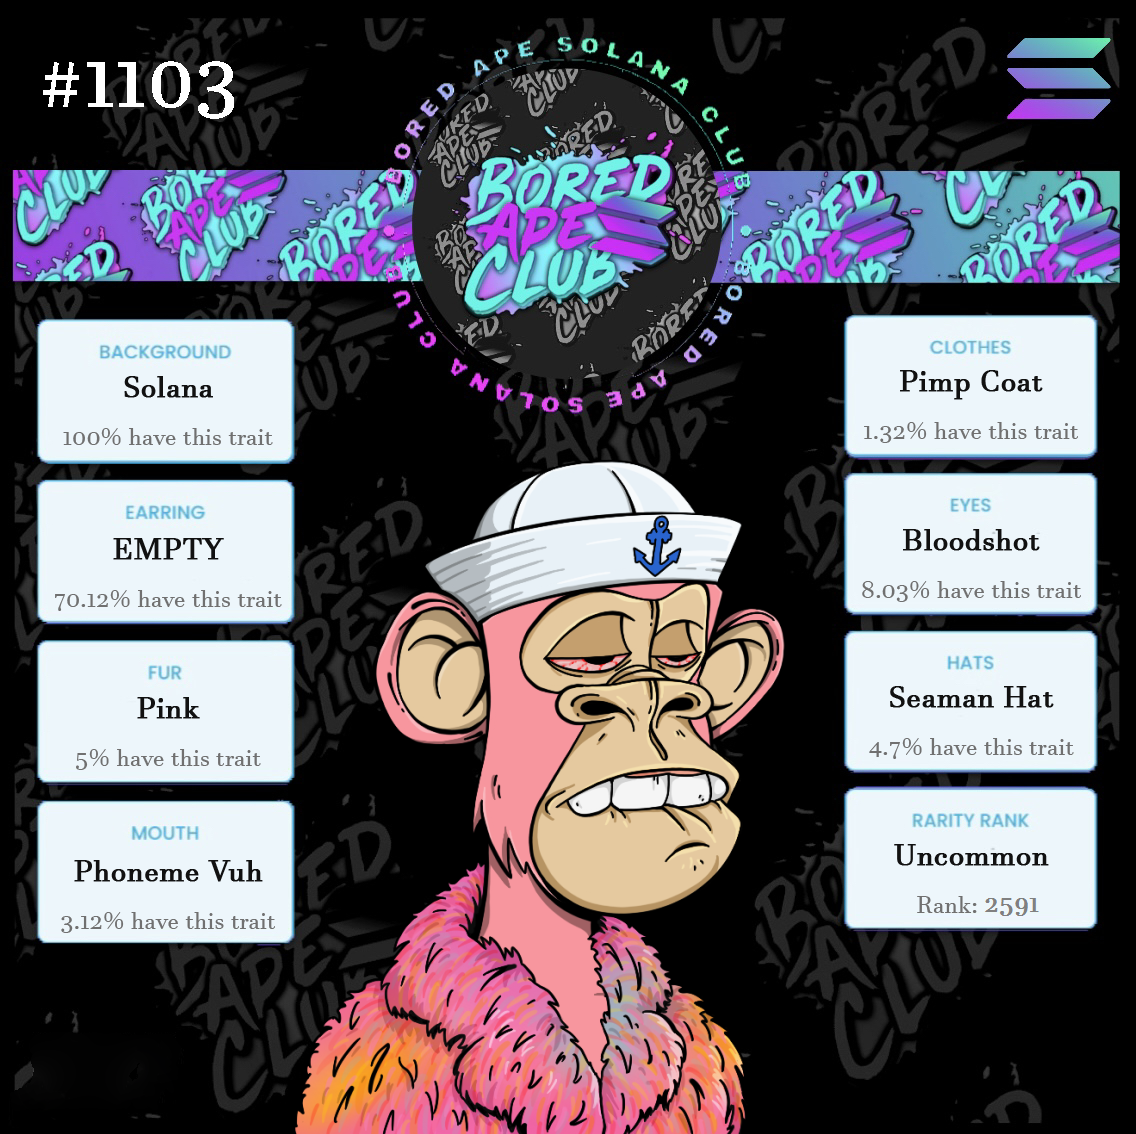 #1103
BORED APE SOLANA CLUB
BORED
APE
CLUB
BORED APE SOLANA CLUB
BACKGROUND
Solana
100% have this trait
EARRING
EMPTY
70.12% have this trait
FUR
Pink
5% have this trait
MOUTH
Phoneme Vuh
3.12% have this trait
CLOTHES
Pimp Coat
1.32% have this trait
EYES
Bloodshot
8.03% have this trait
HATS
Seaman Hat
4.7% have this trait
RARITY RANK
Uncommon
Rank: 2591